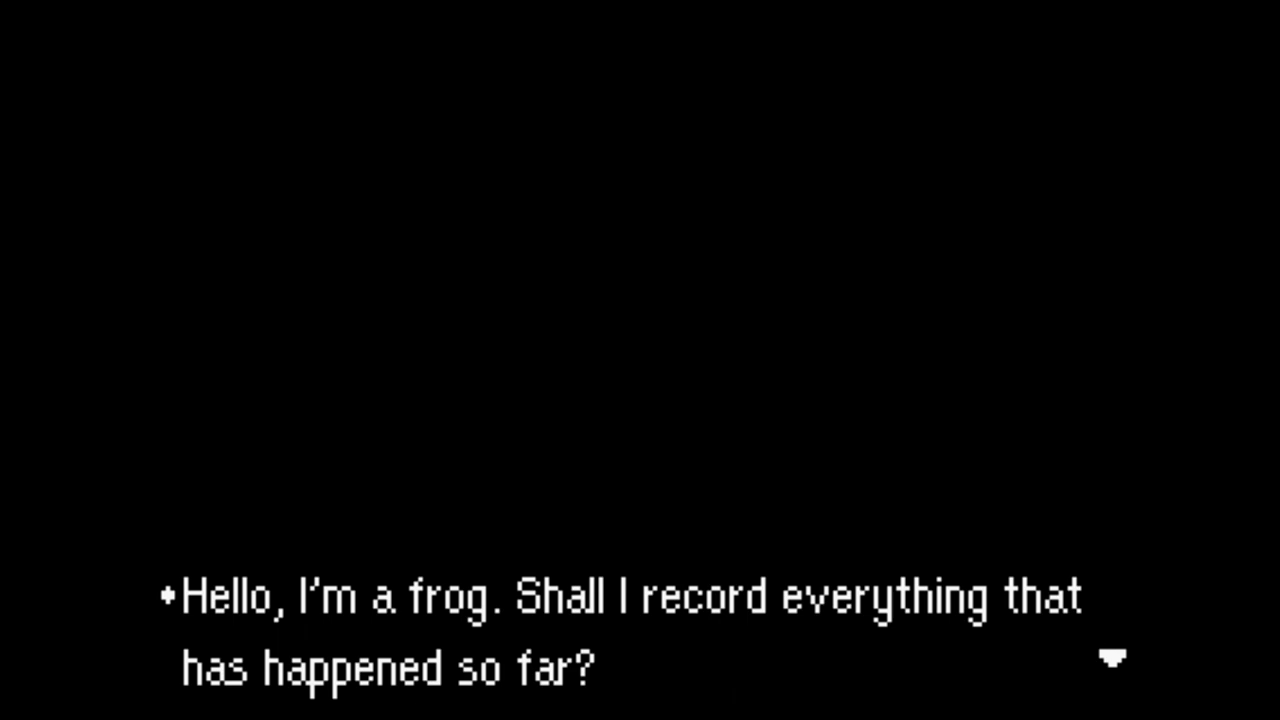 •Hello, I'm a frog. Shall I record everything that
has happened so far?